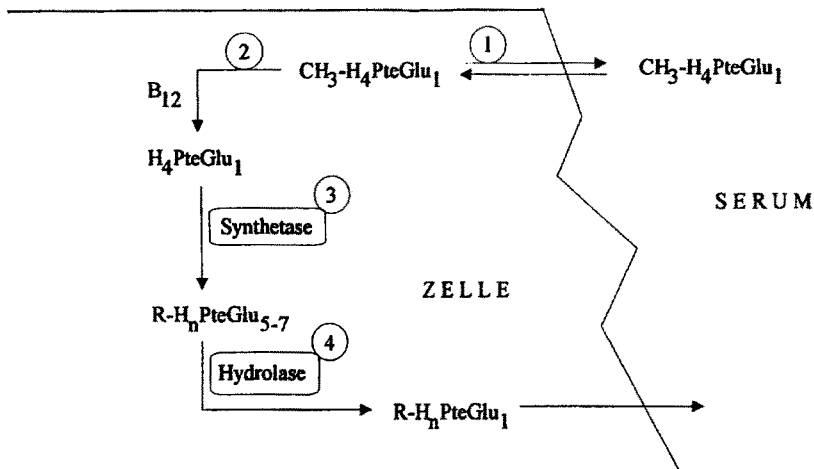 2
1
CH3-H4PteGlu1
CH3-H4PteGlu1
B12
H4PteGlu1
3
Synthetase
SERUM
ZELLE
R-HnPteGlu5-7
4
Hydrolase
R-HnPteGlu1